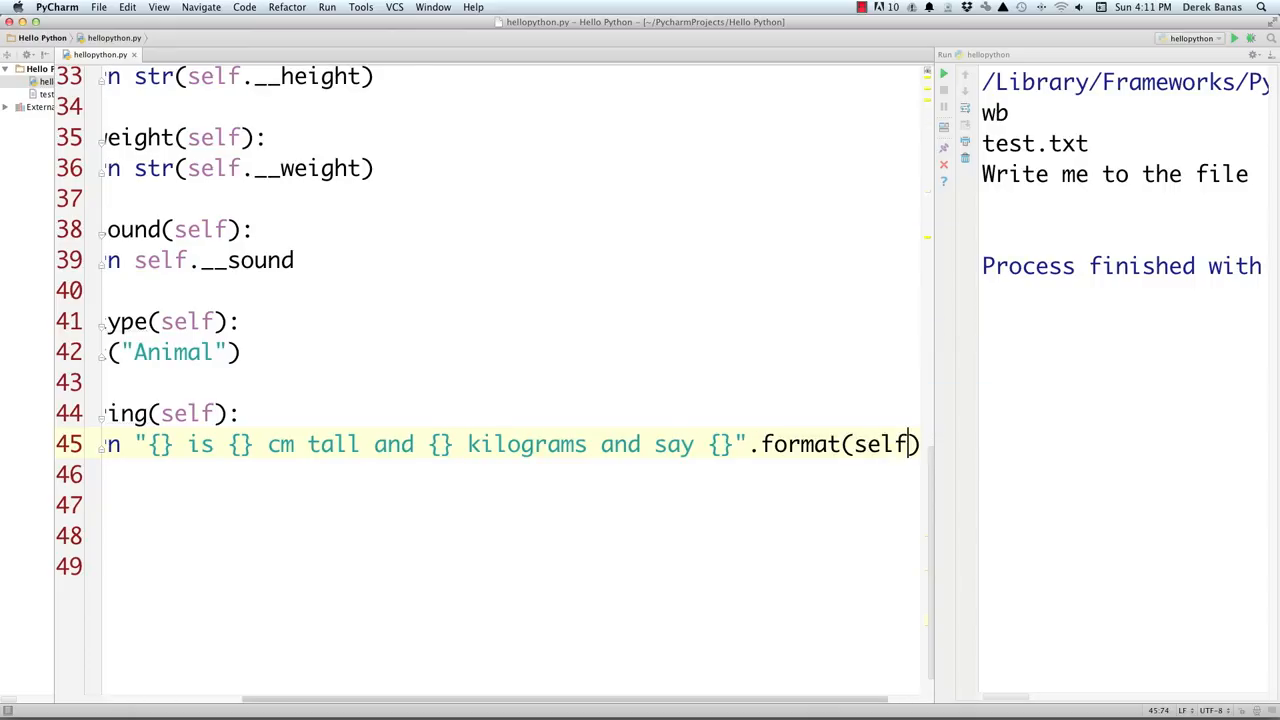 PyCharm File Edit View Navigate Code Refactor Run Tools VCS Window Help 10 Sun 4:11 PM Derek Banas
hellopython.py - Hello Python - [~/PycharmProjects/Hello Python]
Hello Python hellopython.py hellopython
hellopython.py × Run hellopython
Hello P
hell
test
Externa
33 n str(self.__height)
34
35 eight(self):
36 n str(self.__weight)
37
38 ound(self):
39 n self.__sound
40
41 ype(self):
42 ("Animal")
43
44 ing(self):
45 n "{} is {} cm tall and {} kilograms and say {}".format(self)
46
47
48
49
/Library/Frameworks/Py
wb
test.txt
Write me to the file
Process finished with
45:74 LF UTF-8